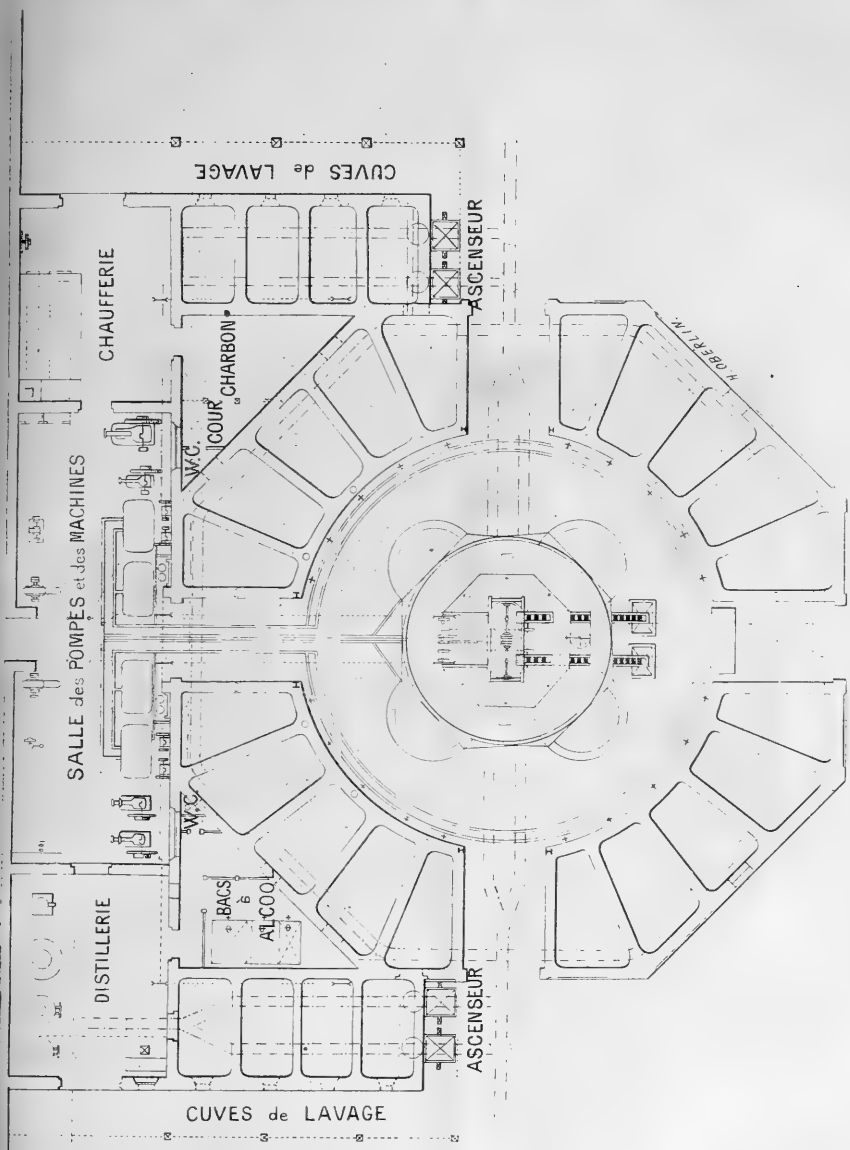 CUVES de LAVAGE
ASCENSEUR
CHAUFFERIE
CHARBON
COUR
W.C.
H. OBERLIN.
SALLE des POMPES et des MACHINES
W.C.
DISTILLERIE
BACS
à
ALCOOL
ASCENSEUR
CUVES de LAVAGE